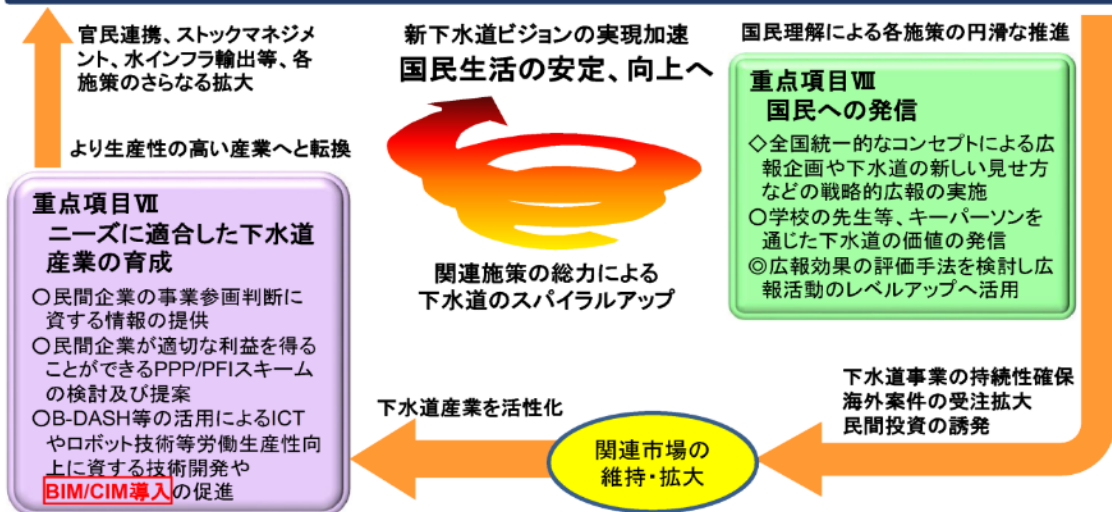 官民連携、ストックマネジメ
ント、水インフラ輸出等、各
施策のさらなる拡大
より生産性の高い産業へと転換
重点項目Ⅶ
ニーズに適合した下水道
産業の育成
○民間企業の事業参画判断に
資する情報の提供
○民間企業が適切な利益を得る
ことができるPPP/PFIスキーム
の検討及び提案
○B-DASH等の活用によるICT
やロボット技術等労働生産性向
上に資する技術開発や
BIM/CIM導入の促進
新下水道ビジョンの実現加速
国民生活の安定、向上へ
関連施策の総力による
下水道のスパイラルアップ
国民理解による各施策の円滑な推進
重点項目Ⅷ
国民への発信
◇全国統一的なコンセプトによる広
報企画や下水道の新しい見せ方
などの戦略的広報の実施
○学校の先生等、キーパーソンを
通じた下水道の価値の発信
◎広報効果の評価手法を検討し広
報活動のレベルアップへ活用
下水道事業の持続性確保
海外案件の受注拡大
民間投資の誘発
関連市場の
維持・拡大
下水道産業を活性化